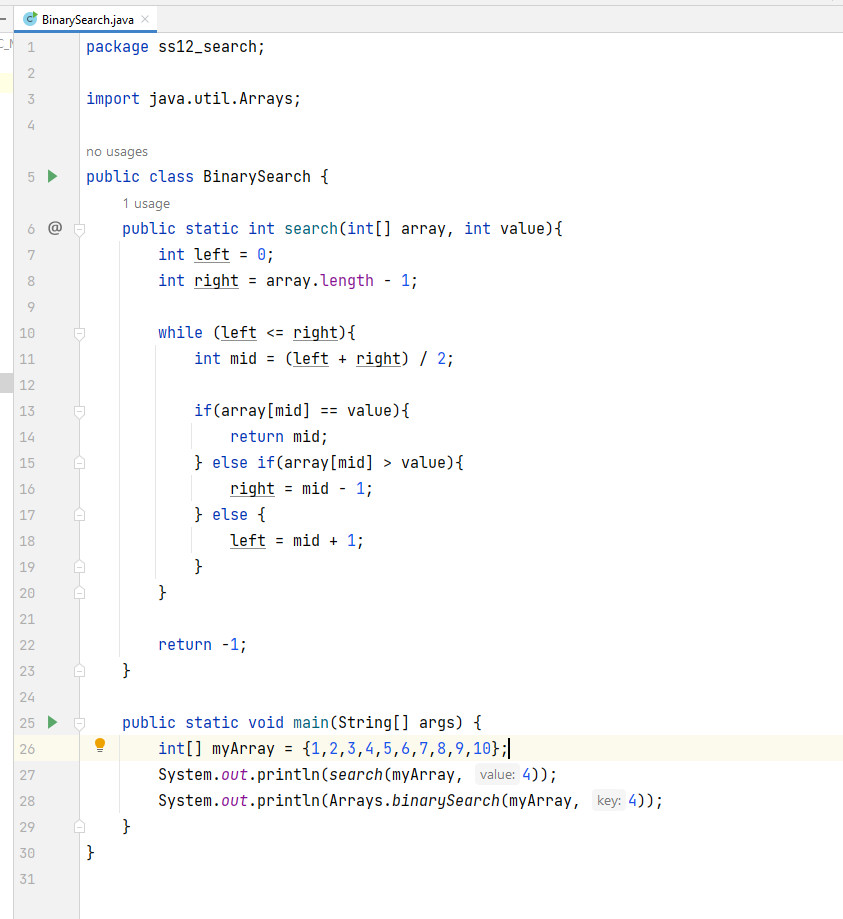 BinarySearch.java
1 package ss12_search;
2
3 import java.util.Arrays;
4
no usages
5 public class BinarySearch {
1 usage
6 @ public static int search(int[] array, int value){
7 int left = 0;
8 int right = array.length - 1;
9
10 while (left <= right){
11 int mid = (left + right) / 2;
12
13 if(array[mid] == value){
14 return mid;
15 } else if(array[mid] > value){
16 right = mid - 1;
17 } else {
18 left = mid + 1;
19 }
20 }
21
22 return -1;
23 }
24
25 public static void main(String[] args) {
26 int[] myArray = {1,2,3,4,5,6,7,8,9,10};
27 System.out.println(search(myArray, value: 4));
28 System.out.println(Arrays.binarySearch(myArray, key: 4));
29 }
30 }
31